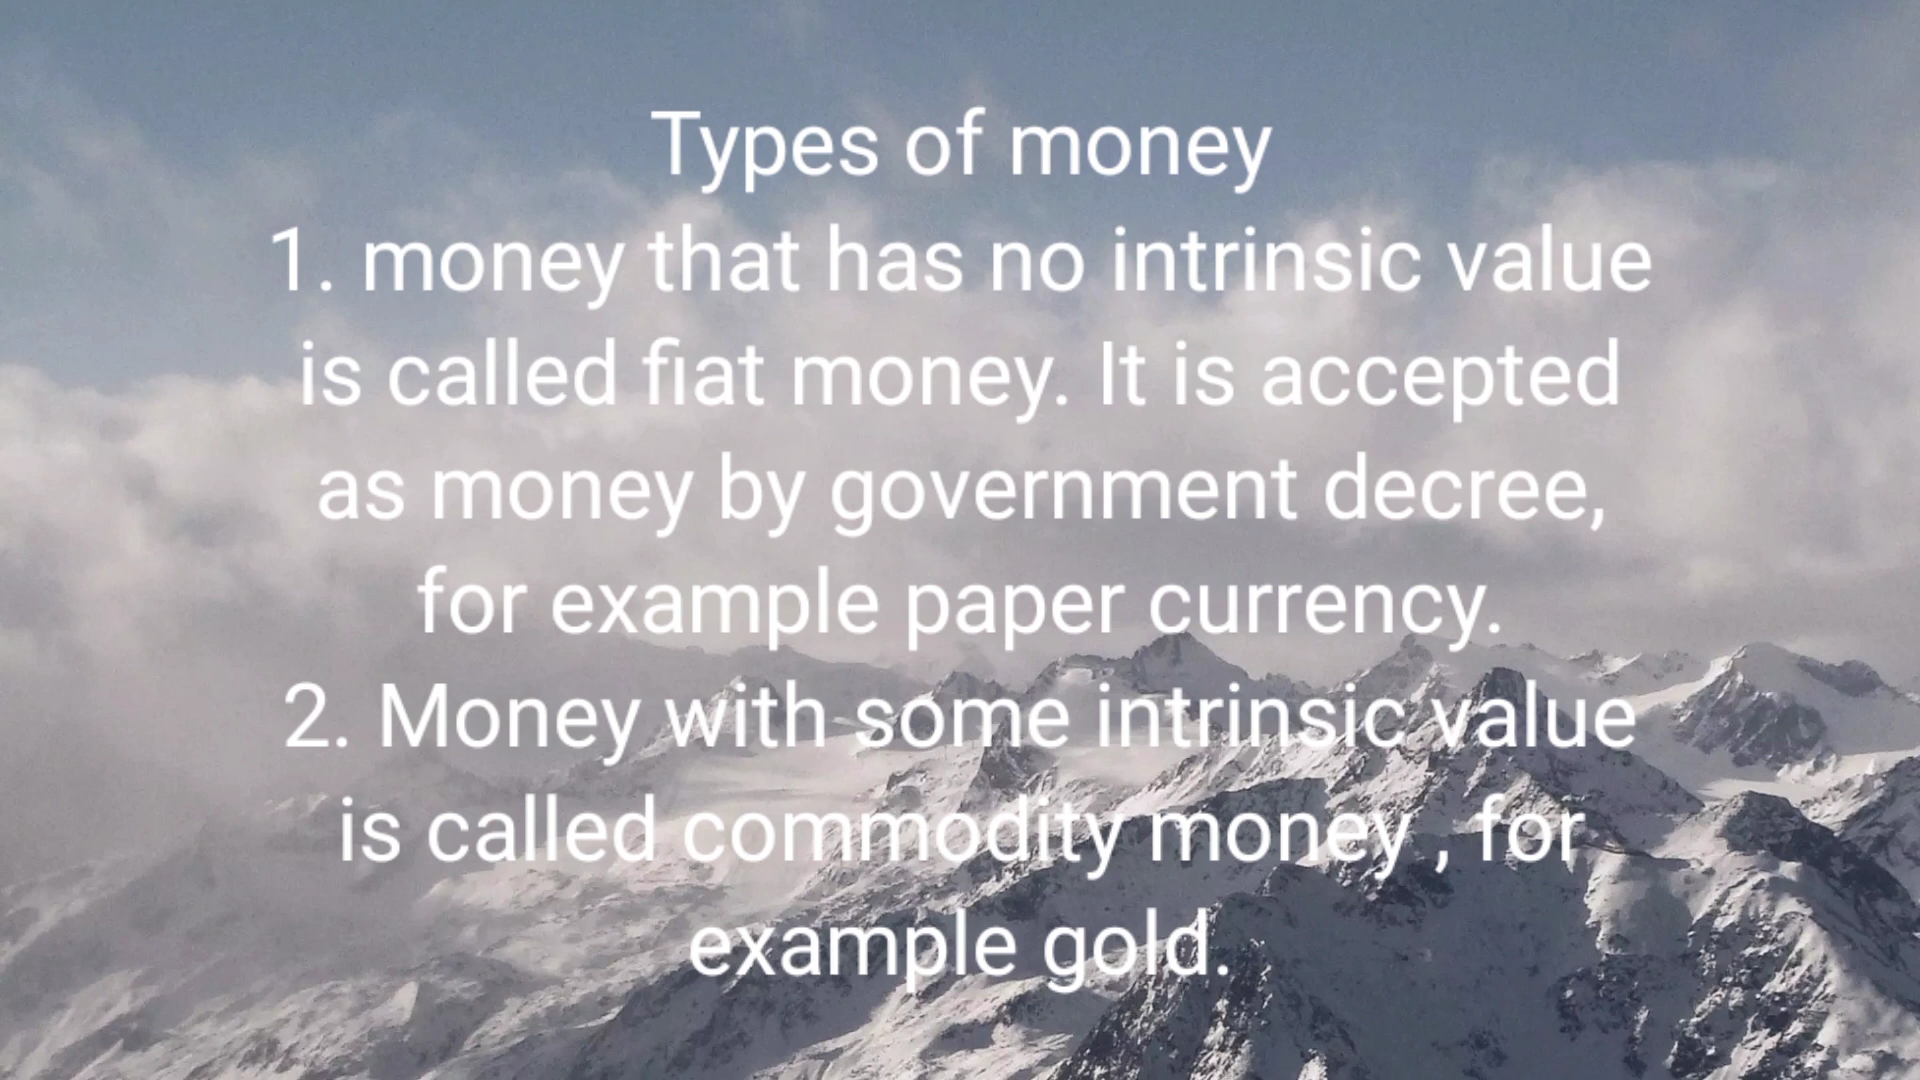 Types of money
1. money that has no intrinsic value
is called fiat money. It is accepted
as money by government decree,
for example paper currency.
2. Money with some intrinsic value
is called commodity money , for
example gold.